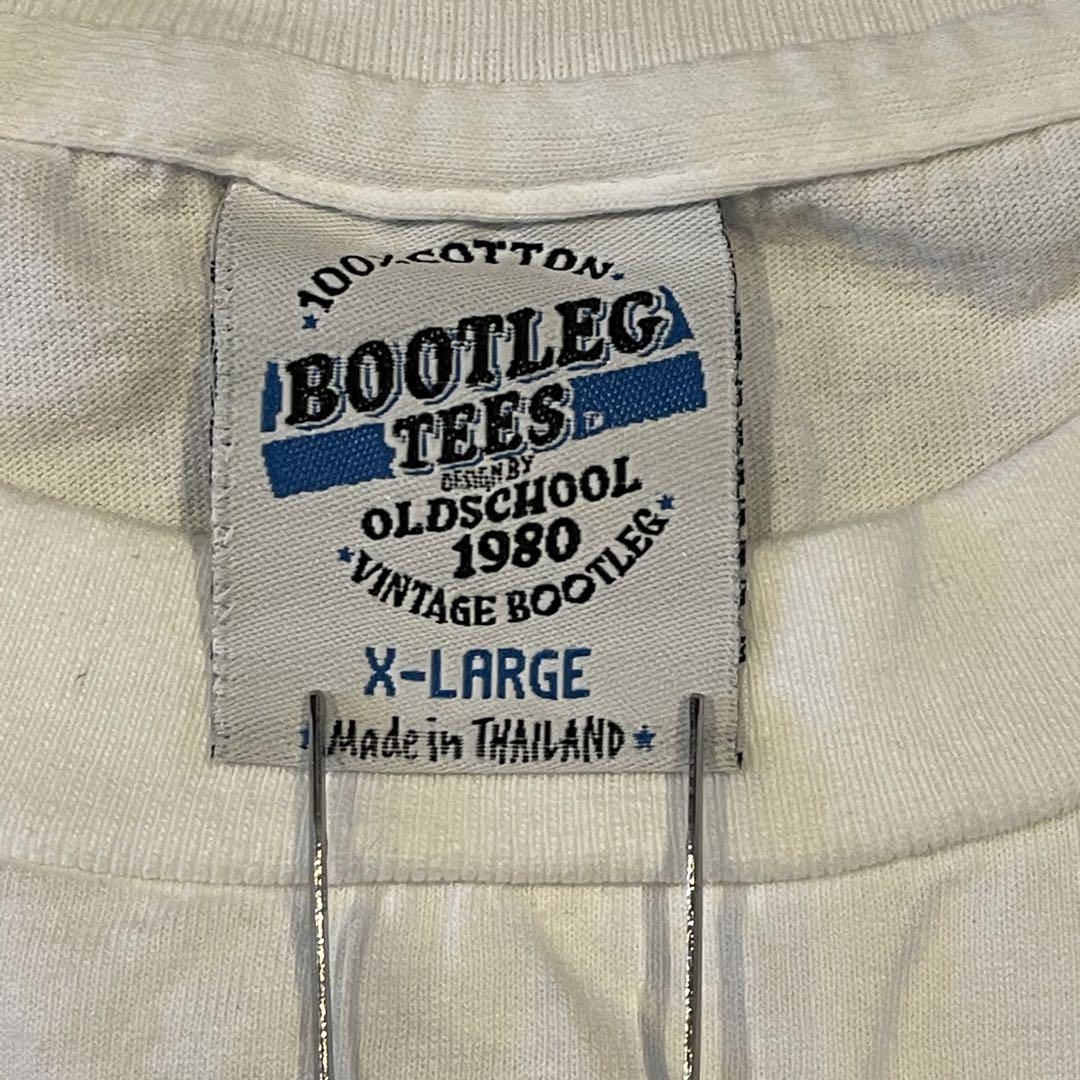 100% COTTON
BOOTLEG
TEES
DESIGN BY
OLDSCHOOL
1980
VINTAGE BOOTLEG
X-LARGE
Made in THAILAND